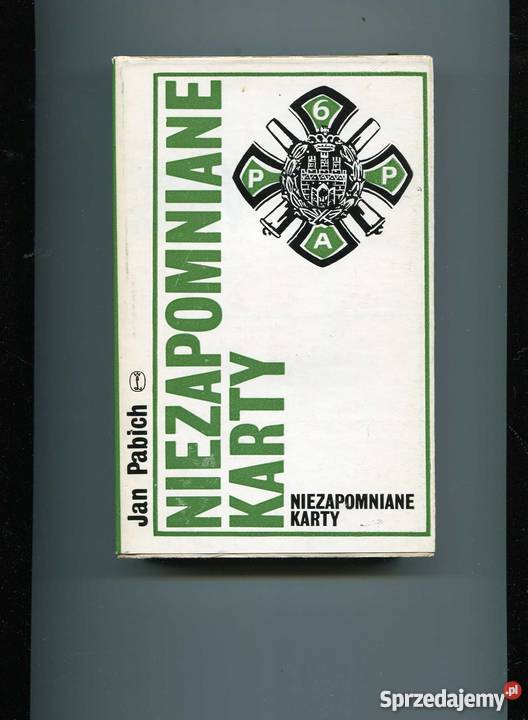 Jan Pabich
NIEZAPOMNIANE
KARTY
6
P P
A
NIEZAPOMNIANE
KARTY
Sprzedajemy.pl